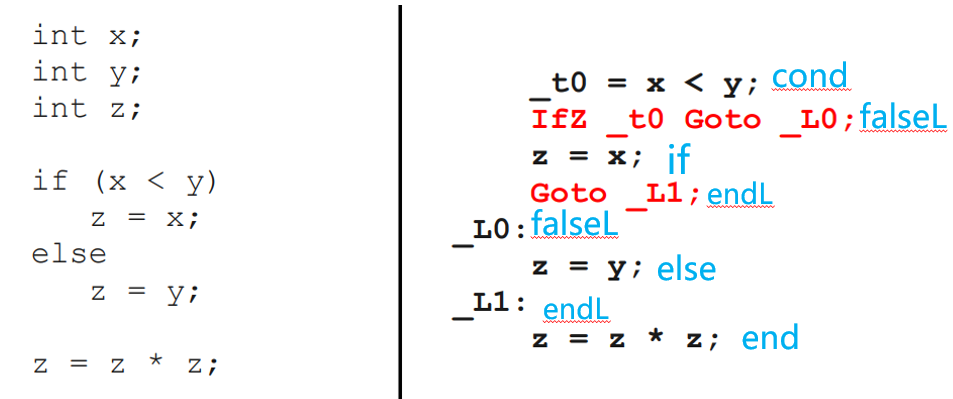 int x;
int y;
int z;
if (x < y)
z = x;
else
z = y;
z = z * z;
_t0 = x < y; cond
IfZ _t0 Goto _L0; falseL
z = x; if
Goto _L1; endL
_L0: falseL
z = y; else
_L1: endL
z = z * z; end